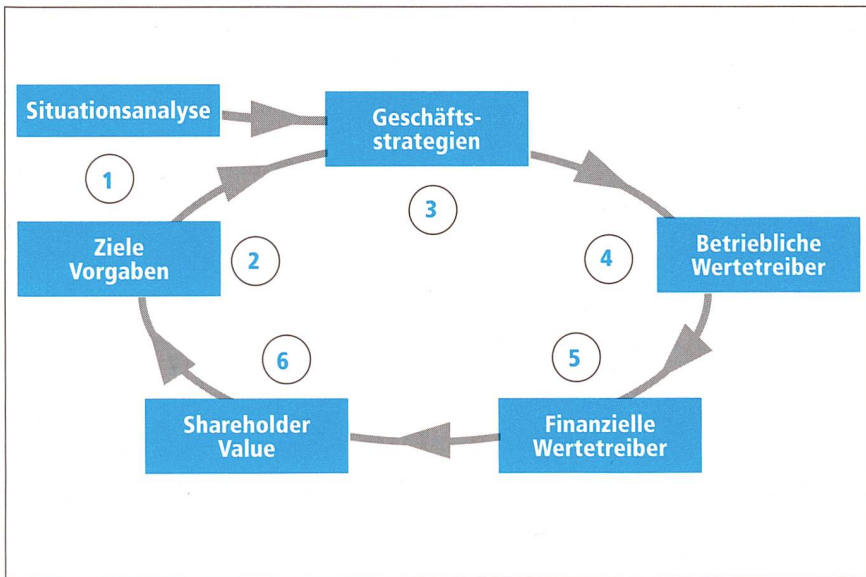 Situationsanalyse
Geschäfts-
strategien
1
3
Ziele
Vorgaben
2
4
Betriebliche
Wertetreiber
6
5
Shareholder
Value
Finanzielle
Wertetreiber